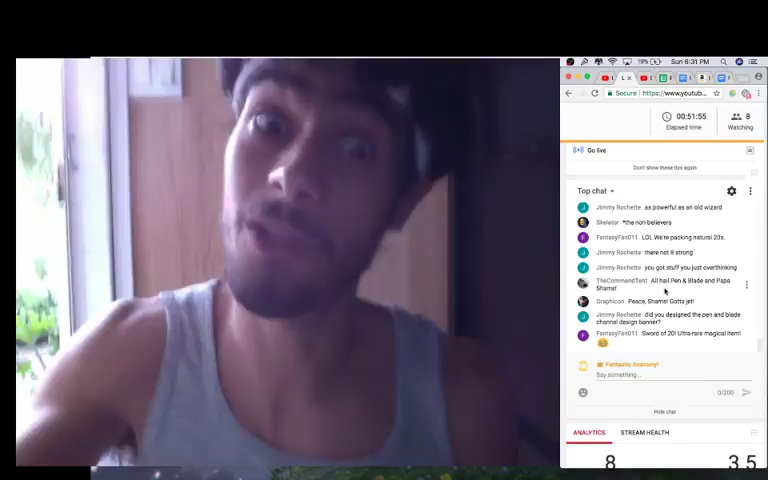 19%
Sun 6:31 PM
Secure
https://www.youtub...
00:51:55
8
Elapsed time
Watching
Go live
Don't show these tips again
Top chat
Jimmy Rochette as powerful as an old wizard
Skeletor *the non-believers
FantasyFan011 LOL We're packing natural 20s.
Jimmy Rochette there not 8 strong
Jimmy Rochette you got stuff you just overthinking
TheCommendTent All hail Pen & Blade and Papa
Shams!
Graphicon Peace, Shams! Gotta jet!
Jimmy Rochette did you designed the pen and blade
channel design banner?
FantasyFan011 Sword of 20! Ultra-rare magical item!
Fantastic Anatomy!
Say something...
0/200
Hide chat
ANALYTICS
STREAM HEALTH
8
3.5